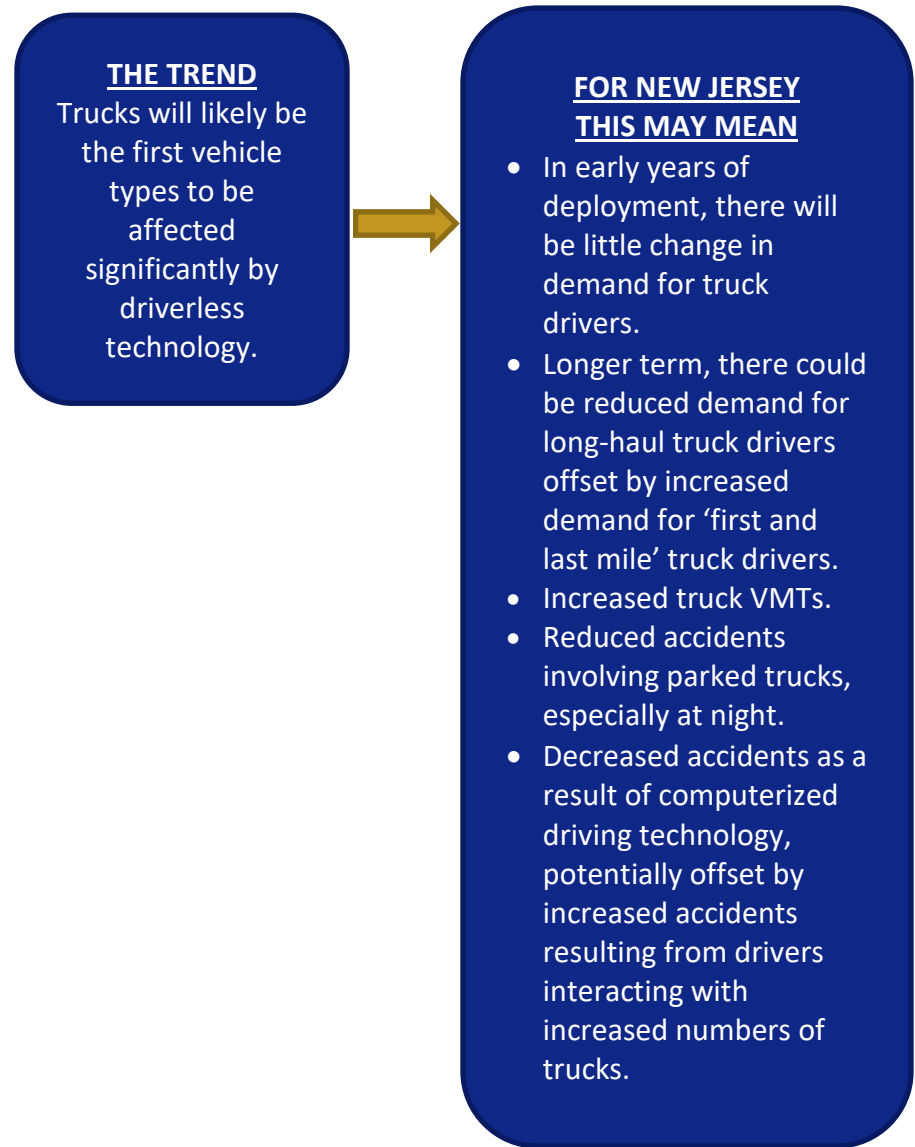 THE TREND
Trucks will likely be
the first vehicle
types to be
affected
significantly by
driverless
technology.
FOR NEW JERSEY
THIS MAY MEAN
• In early years of
deployment, there will
be little change in
demand for truck
drivers.
• Longer term, there could
be reduced demand for
long-haul truck drivers
offset by increased
demand for ‘first and
last mile’ truck drivers.
• Increased truck VMTs.
• Reduced accidents
involving parked trucks,
especially at night.
• Decreased accidents as a
result of computerized
driving technology,
potentially offset by
increased accidents
resulting from drivers
interacting with
increased numbers of
trucks.